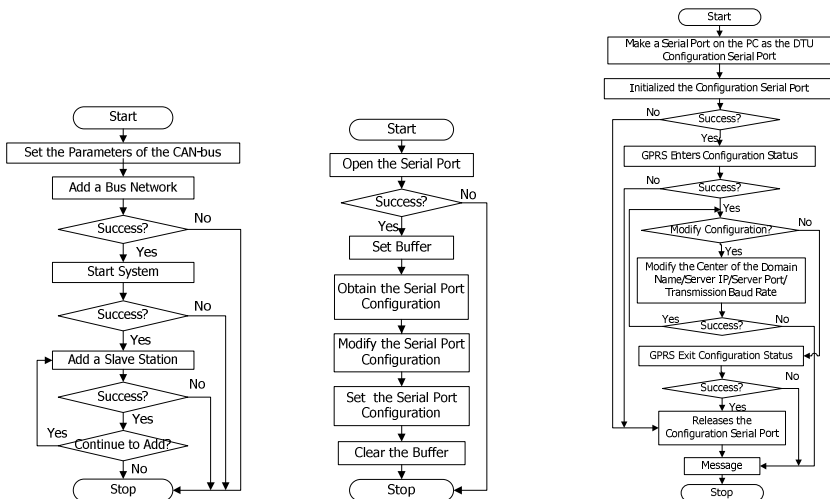 Start
Set the Parameters of the CAN-bus
Add a Bus Network
No
Success?
Yes
Start System
Success?
Yes
Add a Slave Station
No
Success?
Yes
Yes
Continue to Add?
No
Stop
Start
Open the Serial Port
No
Success?
Yes
Set Buffer
Obtain the Serial Port
Configuration
Modify the Serial Port
Configuration
Set the Serial Port
Configuration
Clear the Buffer
Stop
Start
Make a Serial Port on the PC as the DTU
Configuration Serial Port
Initialized the Configuration Serial Port
No
Success?
Yes
GPRS Enters Configuration Status
No
Success?
Yes
No
Modify Configuration?
Yes
Modify the Center of the Domain
Name/Server IP/Server Port/
Transmission Baud Rate
Yes
No
Success?
GPRS Exit Configuration Status
No
Success?
Yes
Releases the
Configuration Serial Port
Message
Stop